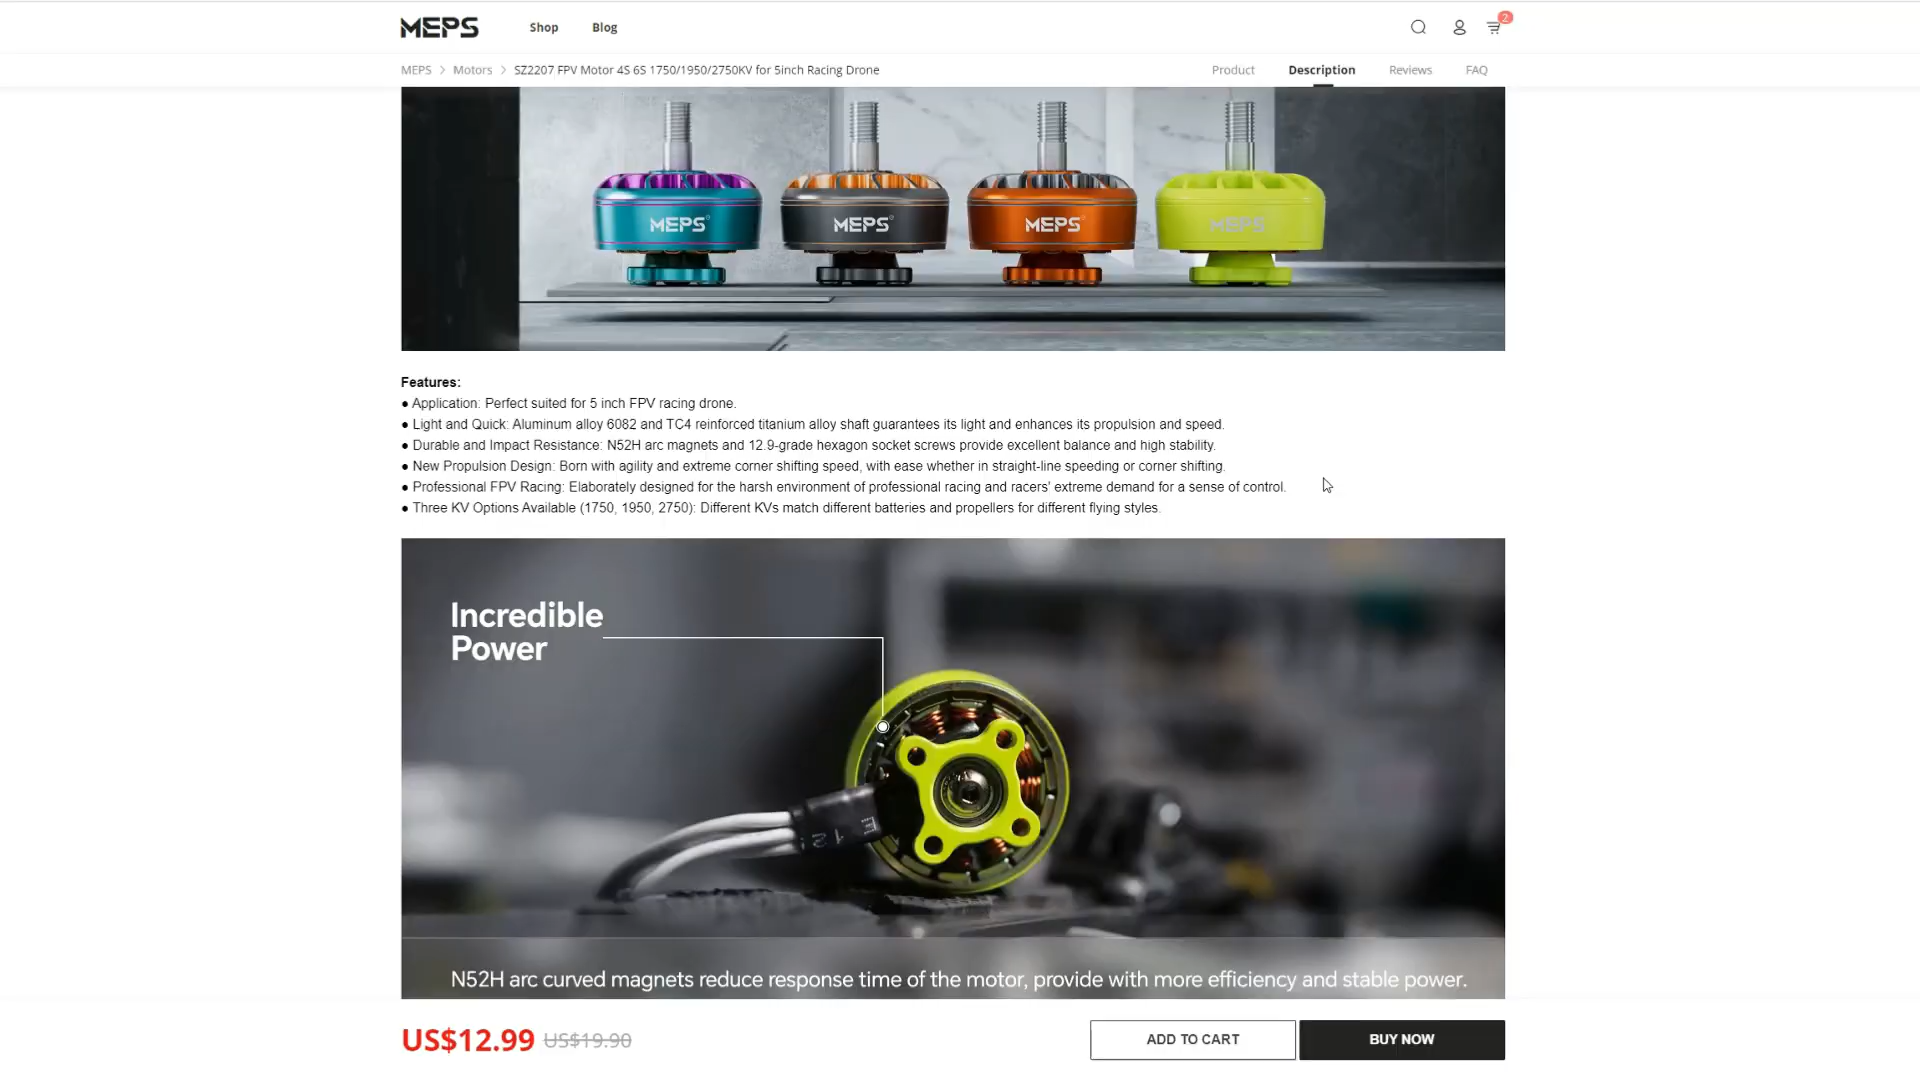 MEPS
Shop
Blog
2
MEPS > Motors > SZ2207 FPV Motor 4S 6S 1750/1950/2750KV for 5inch Racing Drone
Product
Description
Reviews
FAQ
MEPS
MEPS
MEPS
MEPS
Features:
● Application: Perfect suited for 5 inch FPV racing drone.
● Light and Quick: Aluminum alloy 6082 and TC4 reinforced titanium alloy shaft guarantees its light and enhances its propulsion and speed.
● Durable and Impact Resistance: N52H arc magnets and 12.9-grade hexagon socket screws provide excellent balance and high stability.
● New Propulsion Design: Born with agility and extreme corner shifting speed, with ease whether in straight-line speeding or corner shifting.
● Professional FPV Racing: Elaborately designed for the harsh environment of professional racing and racers' extreme demand for a sense of control.
● Three KV Options Available (1750, 1950, 2750): Different KVs match different batteries and propellers for different flying styles.
Incredible
Power
N52H arc curved magnets reduce response time of the motor, provide with more efficiency and stable power.
US$12.99 US$19.90
ADD TO CART
BUY NOW